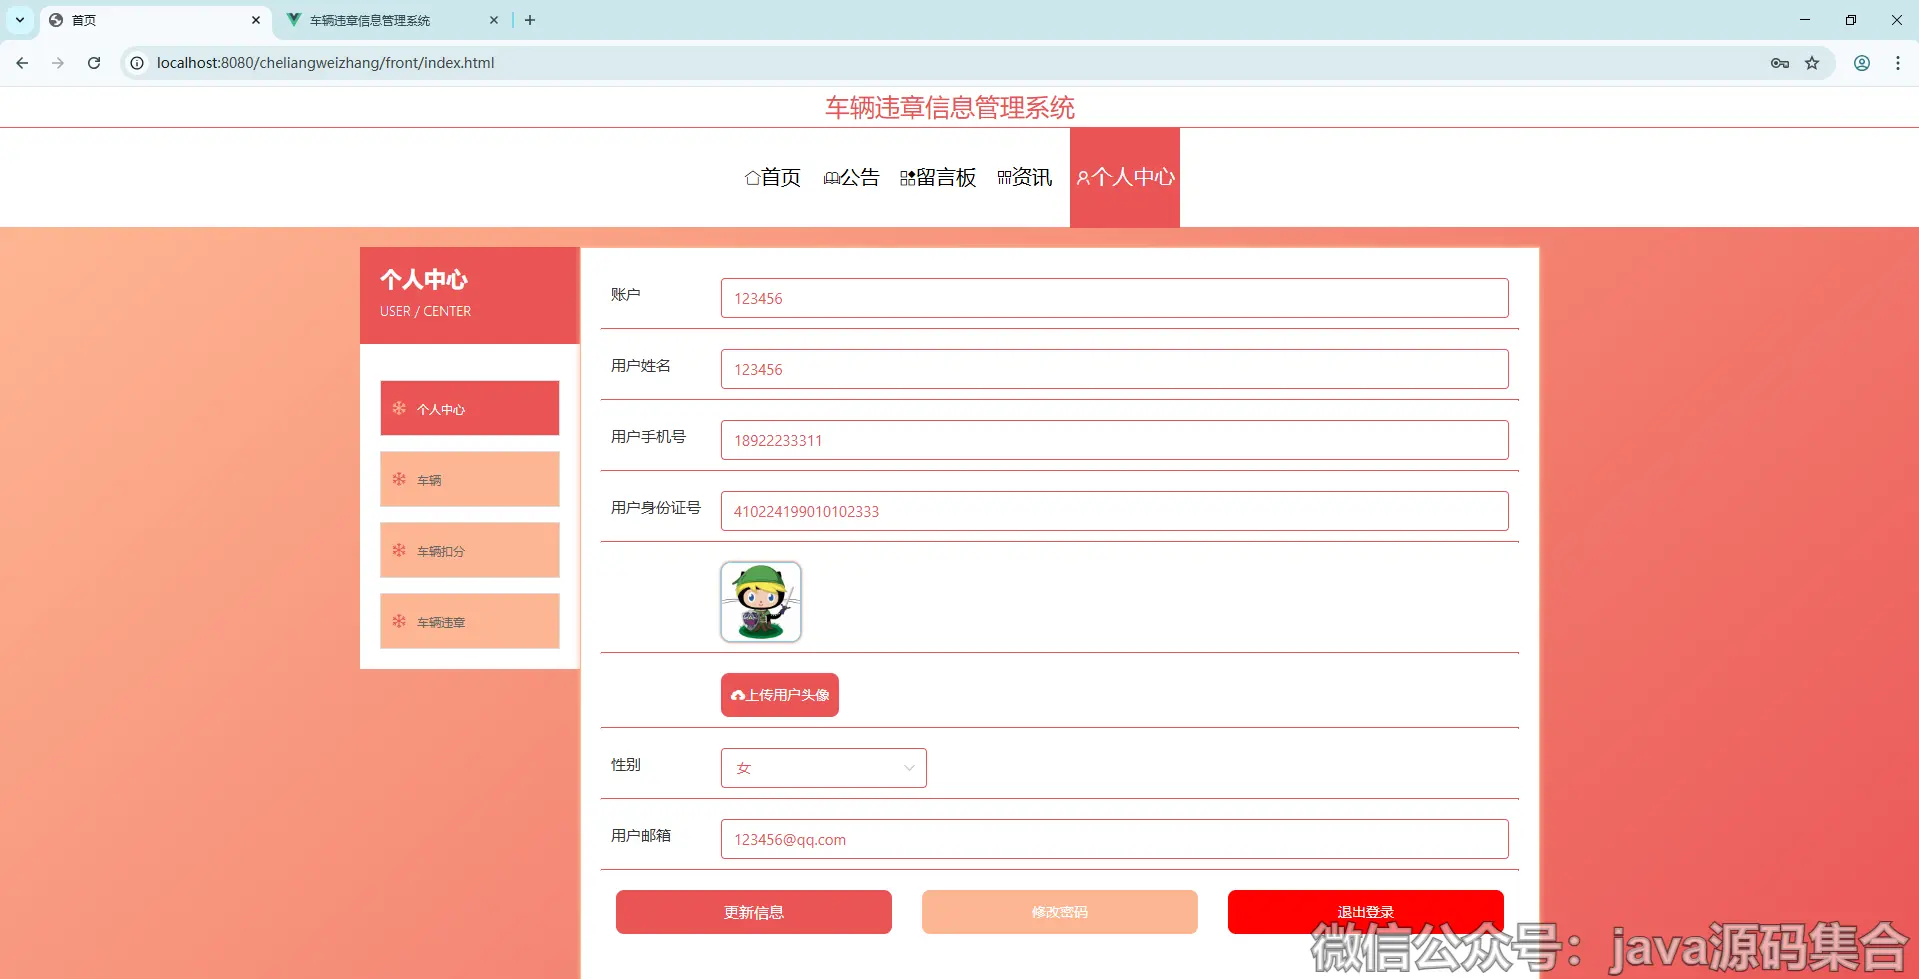 首页
车辆违章信息管理系统
localhost:8080/cheliangweizhang/front/index.html
车辆违章信息管理系统
首页 公告 留言板 资讯 个人中心
个人中心
USER / CENTER
个人中心
车辆
车辆扣分
车辆违章
账户 123456
用户姓名 123456
用户手机号 18922233311
用户身份证号 410224199010102333
上传用户头像
性别 女
用户邮箱 123456@qq.com
更新信息 修改密码 退出登录
微信公众号：java源码集合